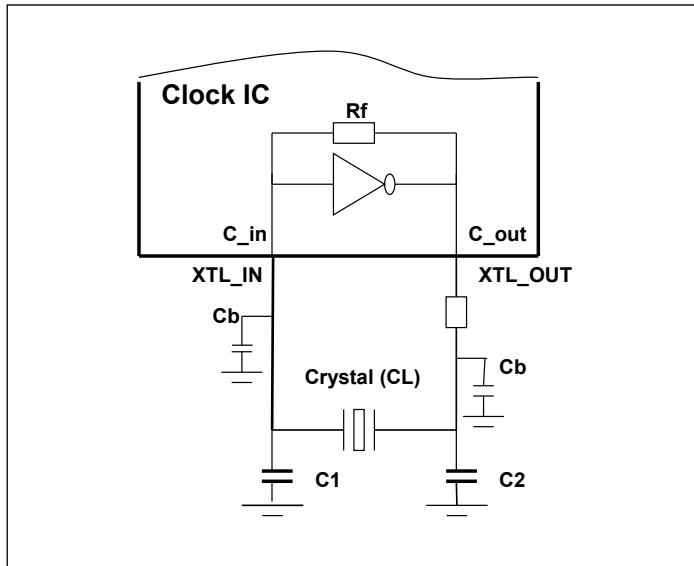 Clock IC
Rf
C_in
C_out
XTL_IN
XTL_OUT
Cb
Crystal (CL)
Cb
C1
C2